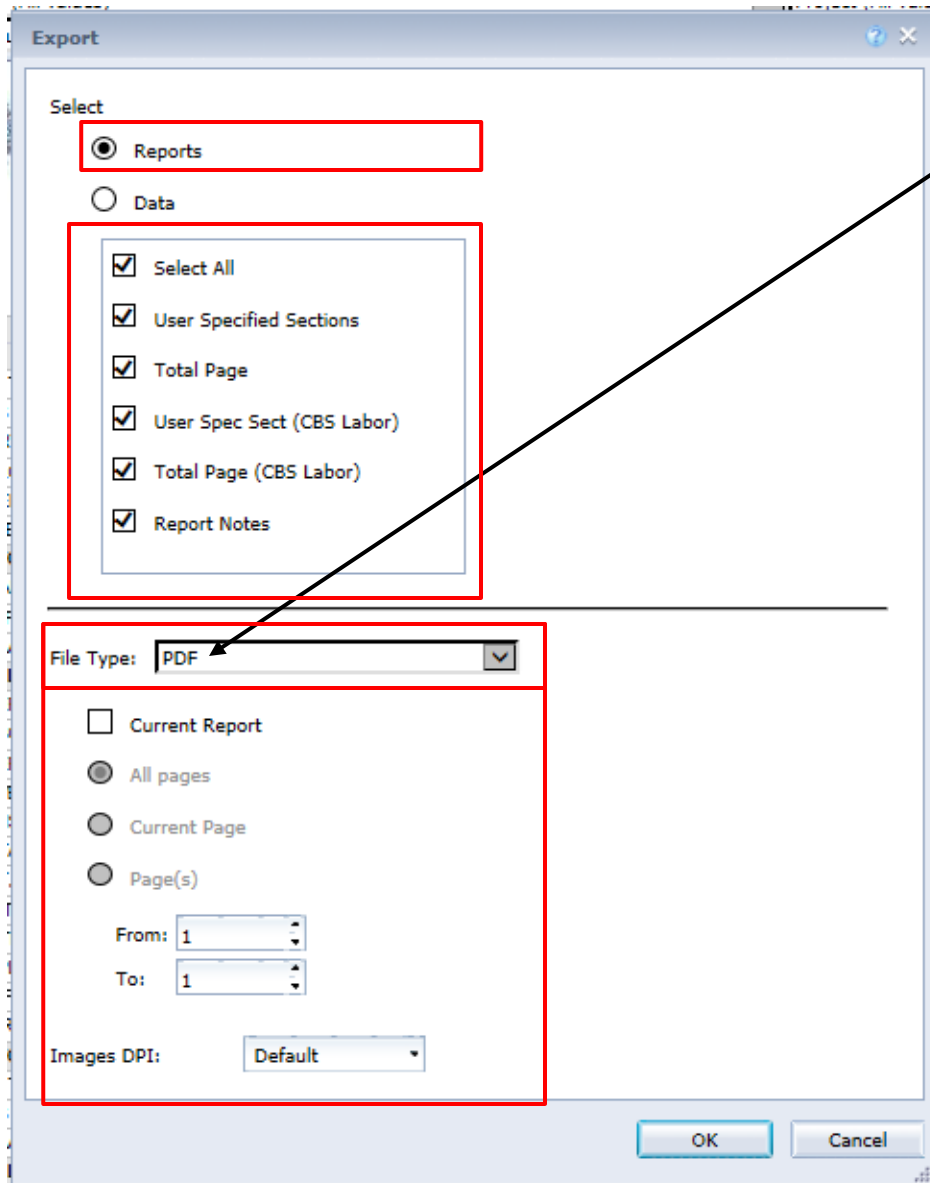 Export
Select
Reports
Data
Select All
User Specified Sections
Total Page
User Spec Sect (CBS Labor)
Total Page (CBS Labor)
Report Notes
File Type: PDF
Current Report
All pages
Current Page
Page(s)
From: 1
To: 1
Images DPI: Default
OK Cancel